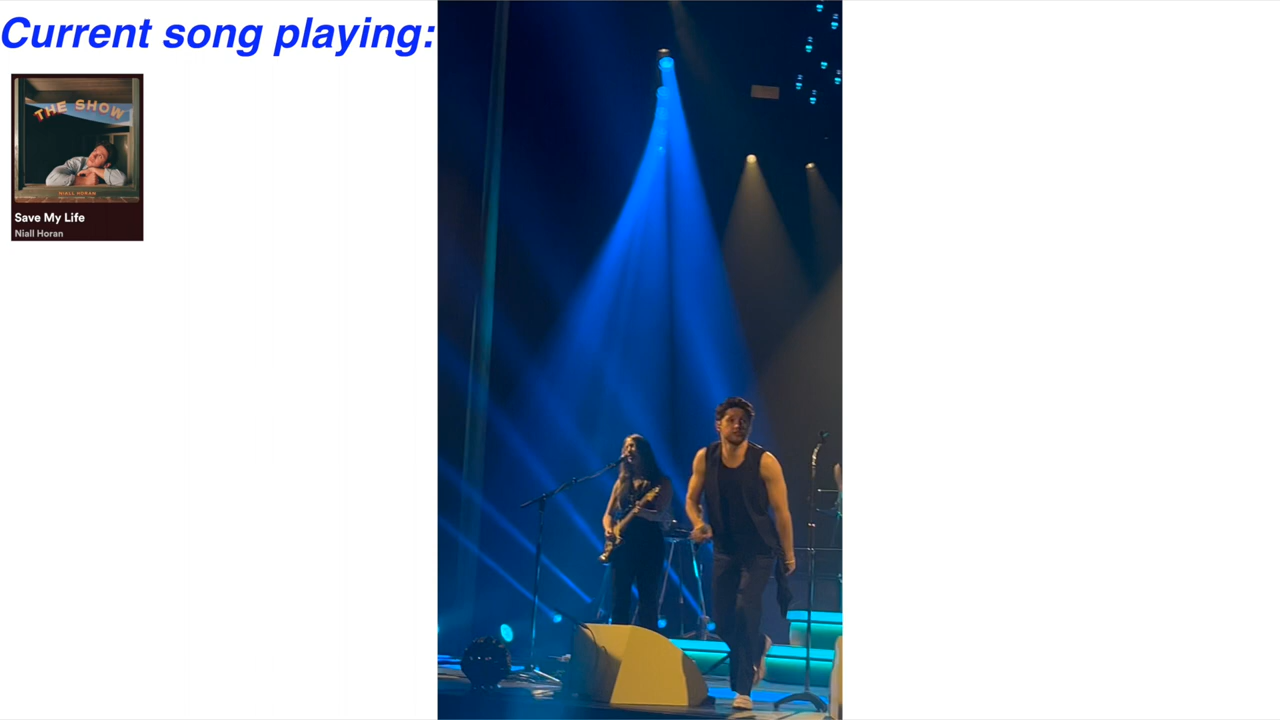 Current song playing:
THE SHOW
NIALL HORAN
Save My Life
Niall Horan